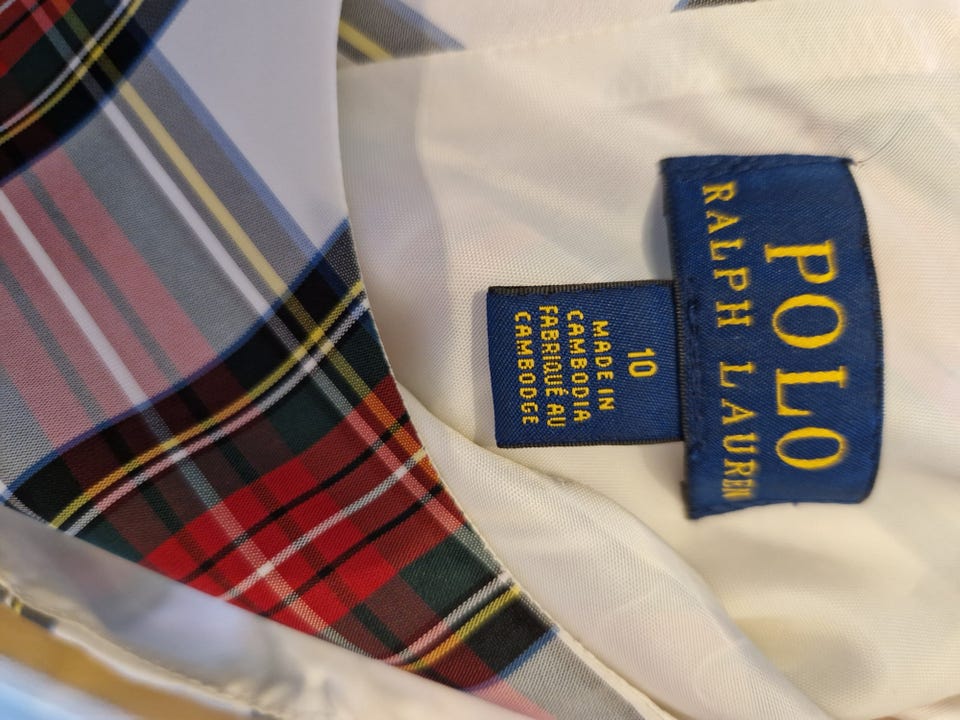 POLO
RALPH LAUREN
10
MADE IN
CAMBODIA
FABRIQUÉ AU
CAMBODGE